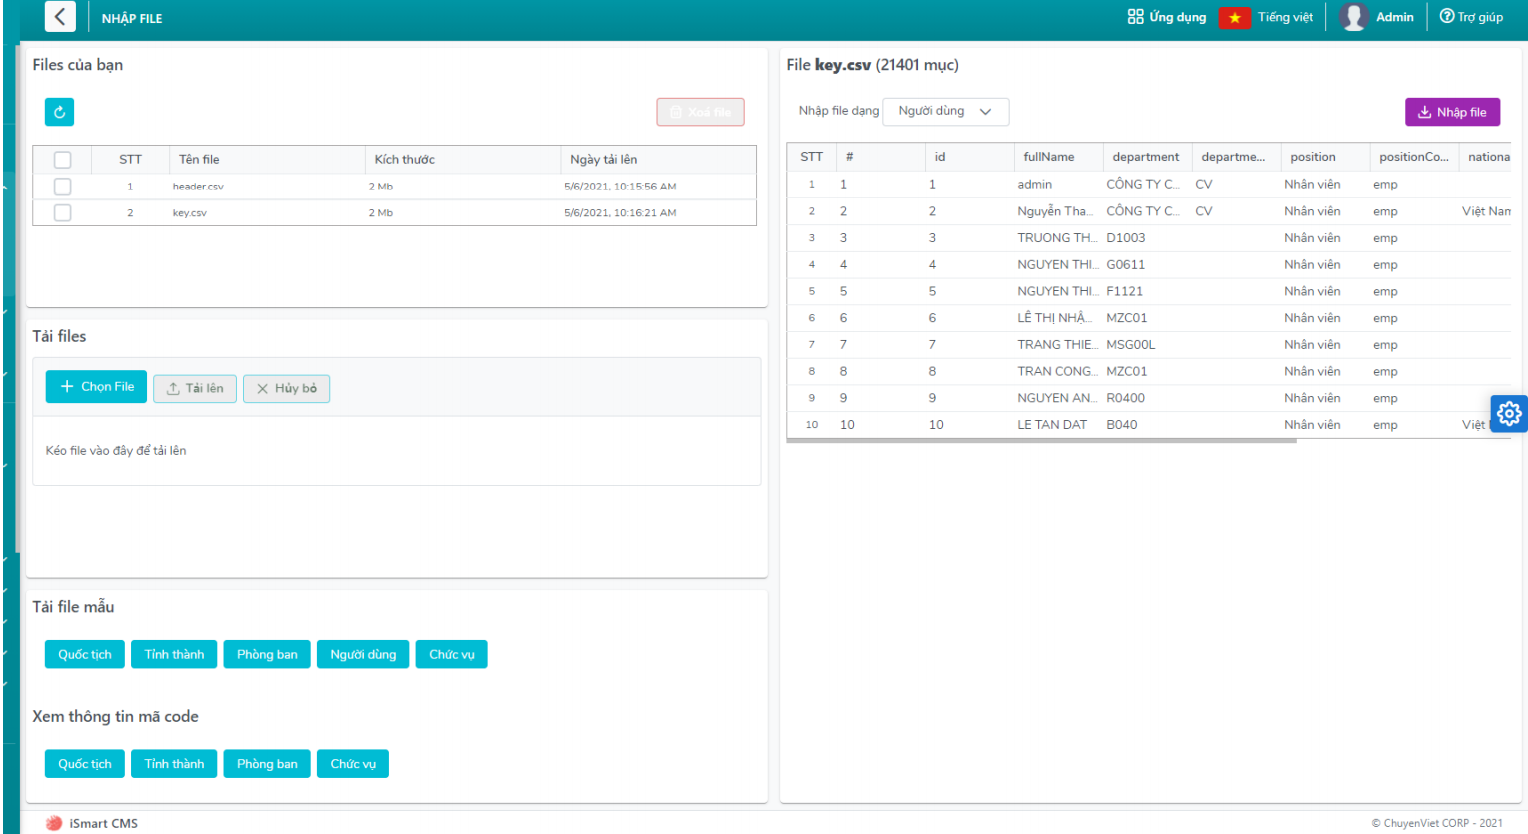 NHẬP FILE
Ứng dụng
Tiếng việt
Admin
Trợ giúp
Files của bạn
Xoá file
STT Tên file Kích thước Ngày tải lên
1 header.csv 2 Mb 5/6/2021, 10:15:56 AM
2 key.csv 2 Mb 5/6/2021, 10:16:21 AM
Tải files
Chọn File Tải lên Hủy bỏ
Kéo file vào đây để tải lên
Tải file mẫu
Quốc tịch Tỉnh thành Phòng ban Người dùng Chức vụ
Xem thông tin mã code
Quốc tịch Tỉnh thành Phòng ban Chức vụ
File key.csv (21401 mục)
Nhập file dạng Người dùng Nhập file
STT # id fullName department departme... position positionCo... nationa
1 1 1 admin CÔNG TY C... CV Nhân viên emp
2 2 2 Nguyễn Tha... CÔNG TY C... CV Nhân viên emp Việt Nam
3 3 3 TRUONG TH... D1003 Nhân viên emp
4 4 4 NGUYEN THI... G0611 Nhân viên emp
5 5 5 NGUYEN THI... F1121 Nhân viên emp
6 6 6 LÊ THỊ NHẬ... MZC01 Nhân viên emp
7 7 7 TRANG THIE... MSG00L Nhân viên emp
8 8 8 TRAN CONG... MZC01 Nhân viên emp
9 9 9 NGUYEN AN... R0400 Nhân viên emp
10 10 10 LE TAN DAT B040 Nhân viên emp Việt
iSmart CMS
© ChuyenViet CORP - 2021